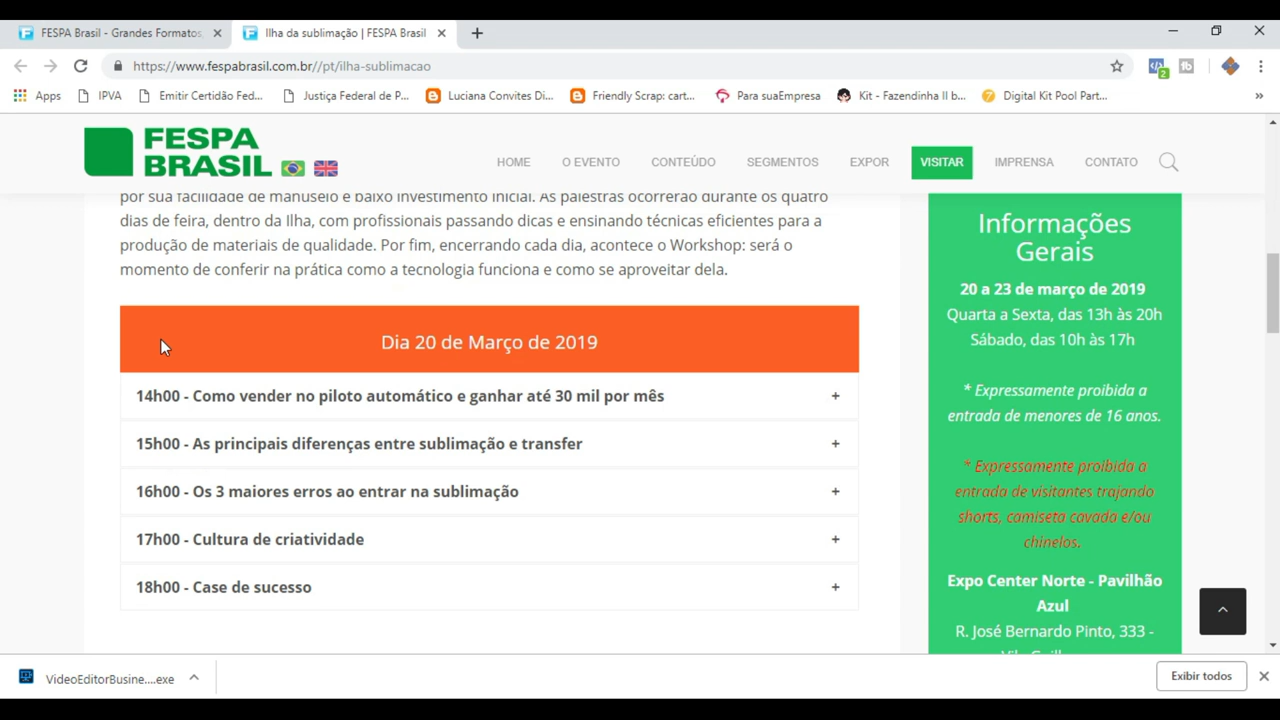 FESPA Brasil - Grandes Formatos,
Ilha da sublimação | FESPA Brasil
https://www.fespabrasil.com.br//pt/ilha-sublimacao
Apps
IPVA
Emitir Certidão Fed...
Justiça Federal de P...
Luciana Convites Di...
Friendly Scrap: cart...
Para suaEmpresa
Kit - Fazendinha II b...
Digital Kit Pool Part...
»
2
FESPA
BRASIL
HOME
O EVENTO
CONTEÚDO
SEGMENTOS
EXPOR
VISITAR
IMPRENSA
CONTATO
por sua facilidade de manuseio e baixo investimento inicial. As palestras ocorrerão durante os quatro
dias de feira, dentro da Ilha, com profissionais passando dicas e ensinando técnicas eficientes para a
produção de materiais de qualidade. Por fim, encerrando cada dia, acontece o Workshop: será o
momento de conferir na prática como a tecnologia funciona e como se aproveitar dela.
Dia 20 de Março de 2019
14h00 - Como vender no piloto automático e ganhar até 30 mil por mês +
15h00 - As principais diferenças entre sublimação e transfer +
16h00 - Os 3 maiores erros ao entrar na sublimação +
17h00 - Cultura de criatividade +
18h00 - Case de sucesso +
Informações
Gerais
20 a 23 de março de 2019
Quarta a Sexta, das 13h às 20h
Sábado, das 10h às 17h
* Expressamente proibida a
entrada de menores de 16 anos.
* Expressamente proibida a
entrada de visitantes trajando
shorts, camiseta cavada e/ou
chinelos.
Expo Center Norte - Pavilhão
Azul
R. José Bernardo Pinto, 333 -
VideoEditorBusine....exe
Exibir todos